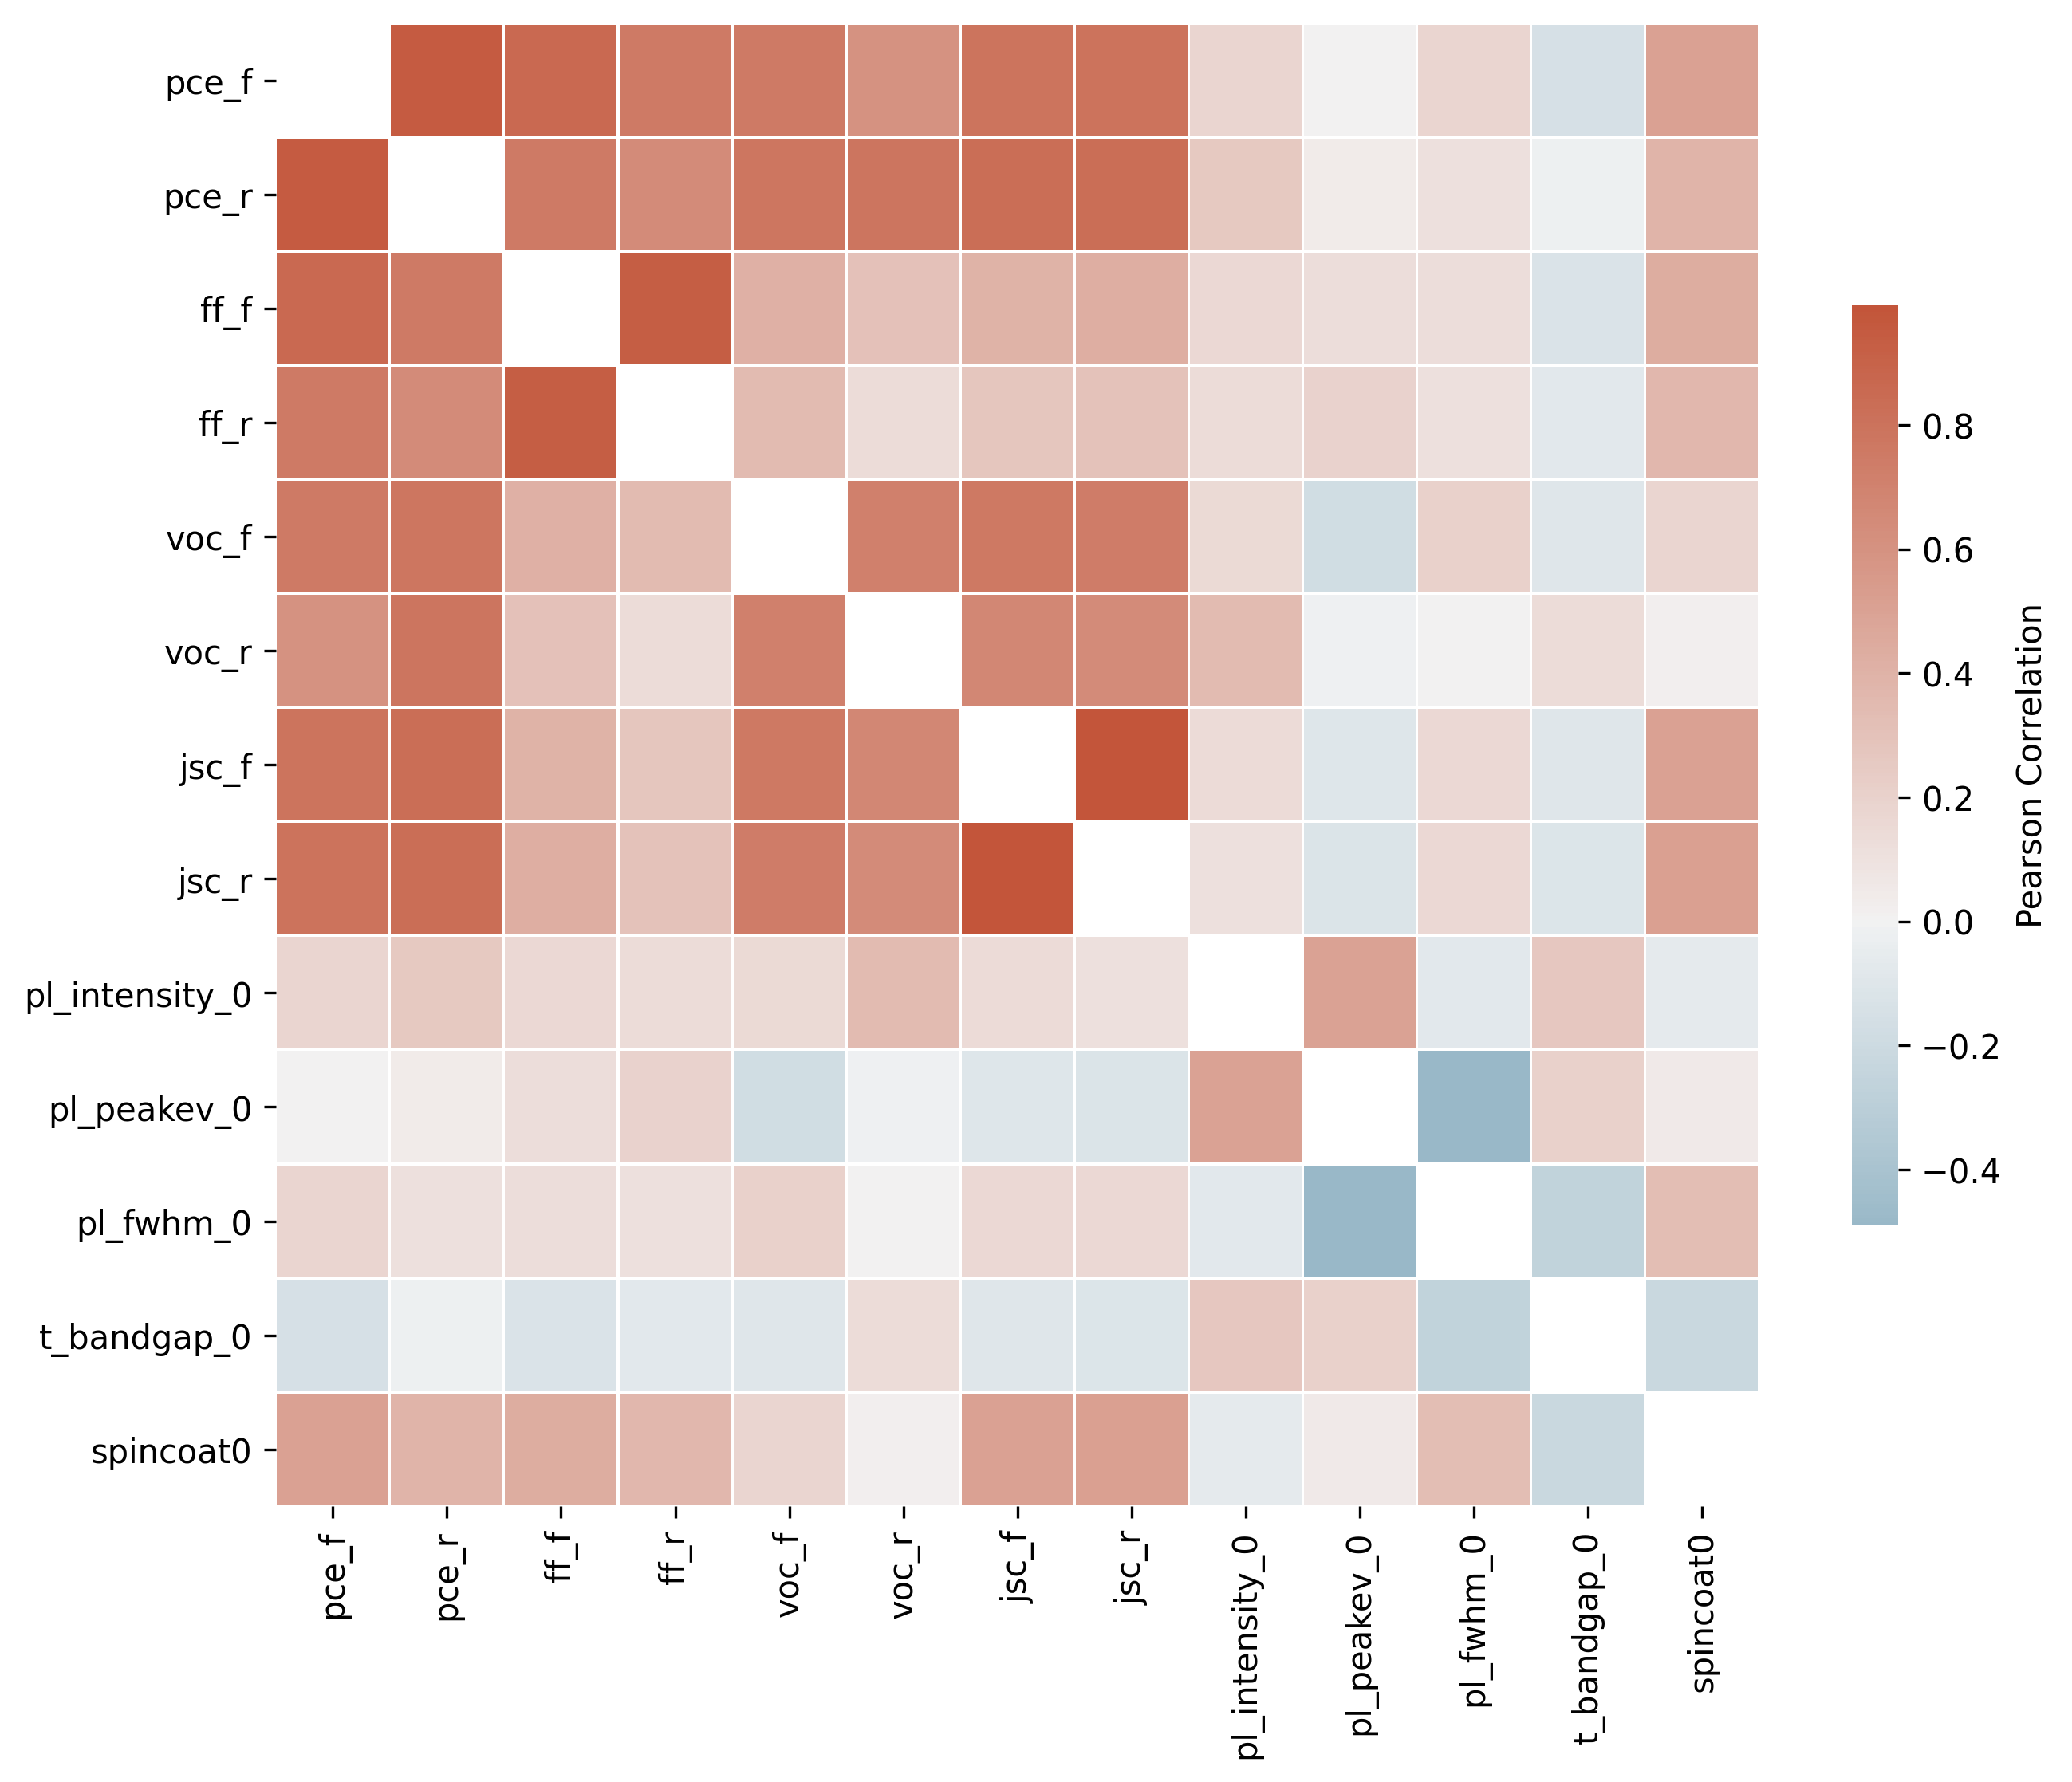 pce_f
pce_r
ff_f
ff_r
voc_f
voc_r
jsc_f
jsc_r
pl_intensity_0
pl_peakev_0
pl_fwhm_0
t_bandgap_0
spincoat0
pce_f
pce_r
ff_f
ff_r
voc_f
voc_r
jsc_f
jsc_r
pl_intensity_0
pl_peakev_0
pl_fwhm_0
t_bandgap_0
spincoat0
0.8
0.6
0.4
0.2
0.0
−0.2
−0.4
Pearson Correlation